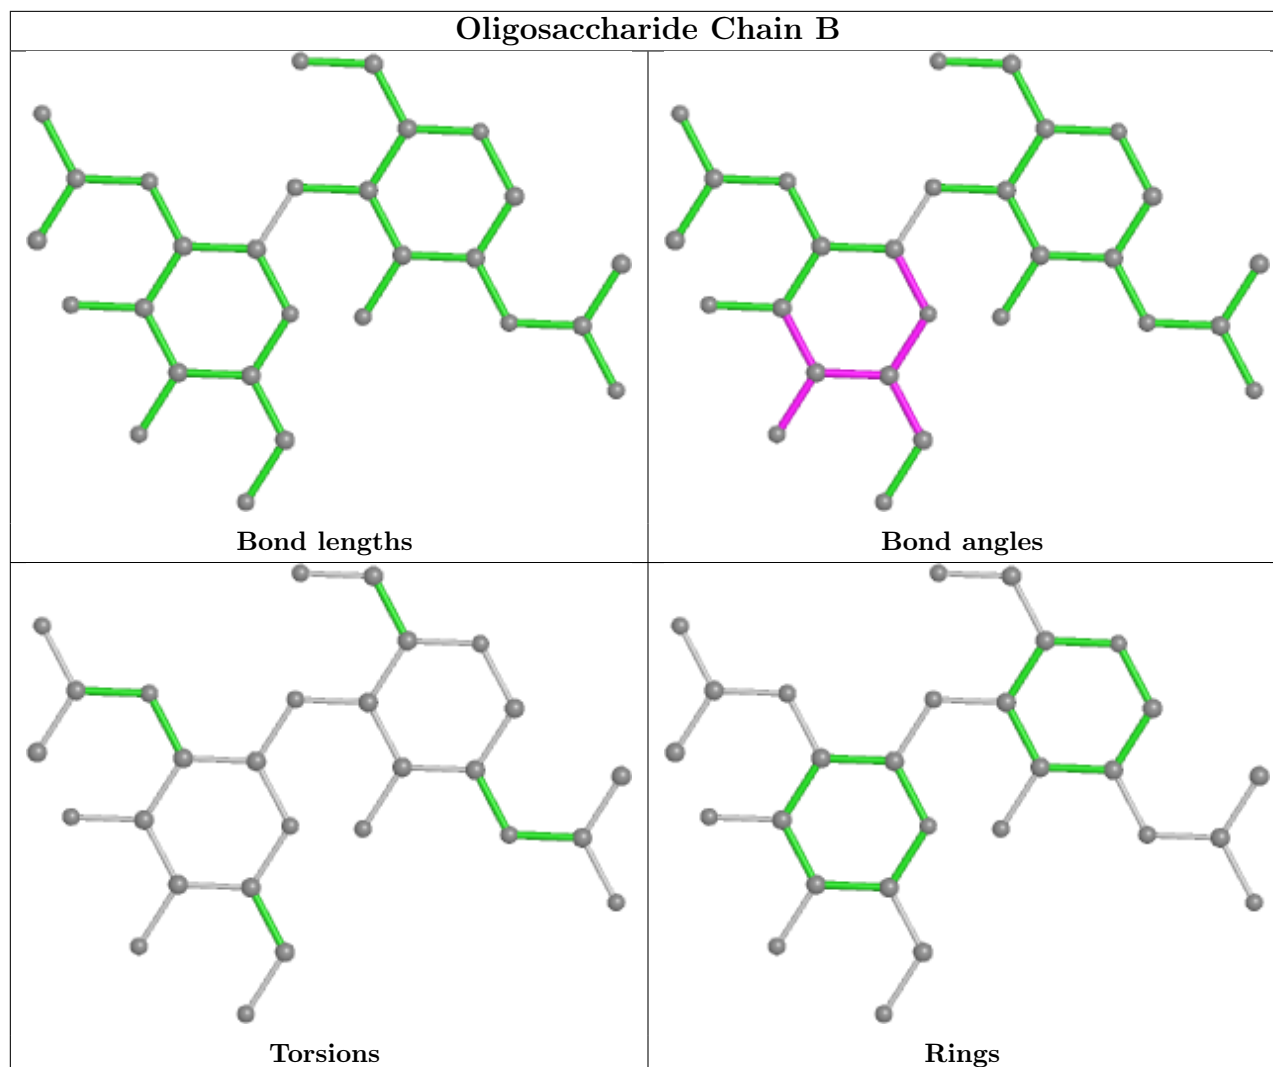 Oligosaccharide Chain B
Bond lengths
Bond angles
Torsions
Rings